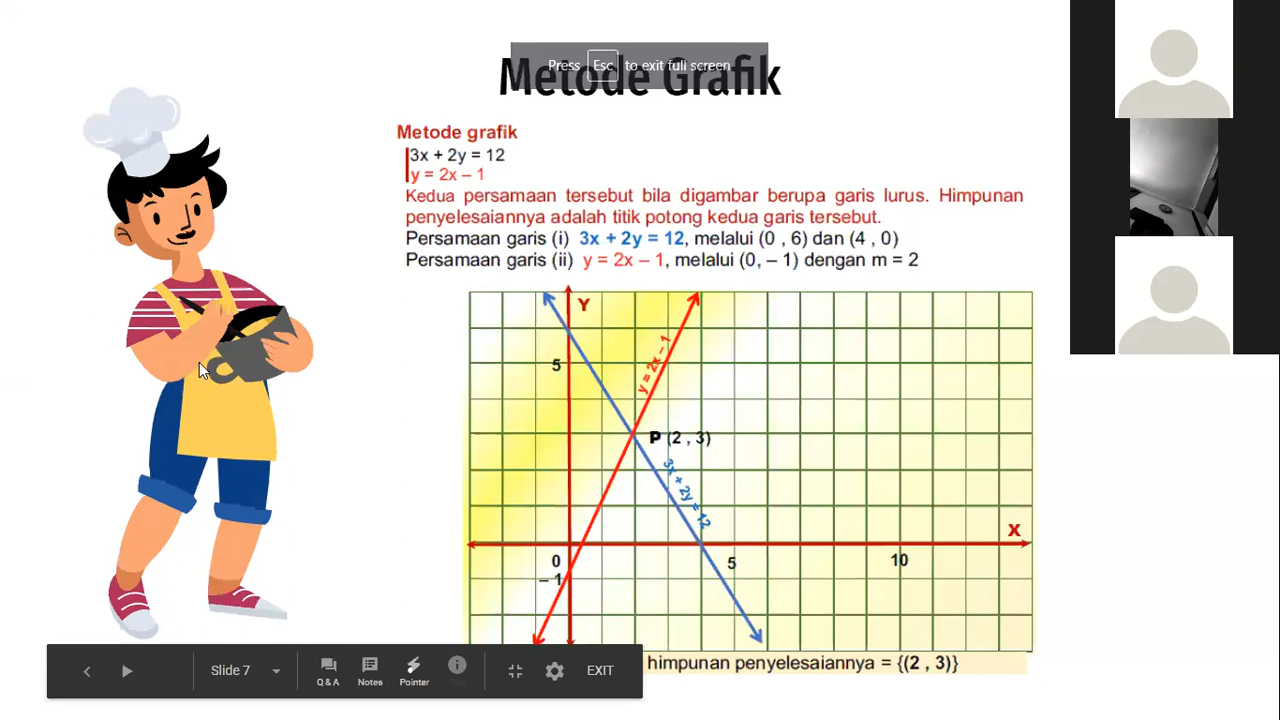 Press Esc to exit full screen
Metode Grafik
Metode grafik
3x + 2y = 12
y = 2x – 1
Kedua persamaan tersebut bila digambar berupa garis lurus. Himpunan
penyelesaiannya adalah titik potong kedua garis tersebut.
Persamaan garis (i) 3x + 2y = 12, melalui (0 , 6) dan (4 , 0)
Persamaan garis (ii) y = 2x – 1, melalui (0, – 1) dengan m = 2
Y
5
y = 2x – 1
P (2 , 3)
3x + 2y = 12
X
0
5
10
– 1
himpunan penyelesaiannya = {(2 , 3)}
Slide 7
Q & A
Notes
Pointer
EXIT